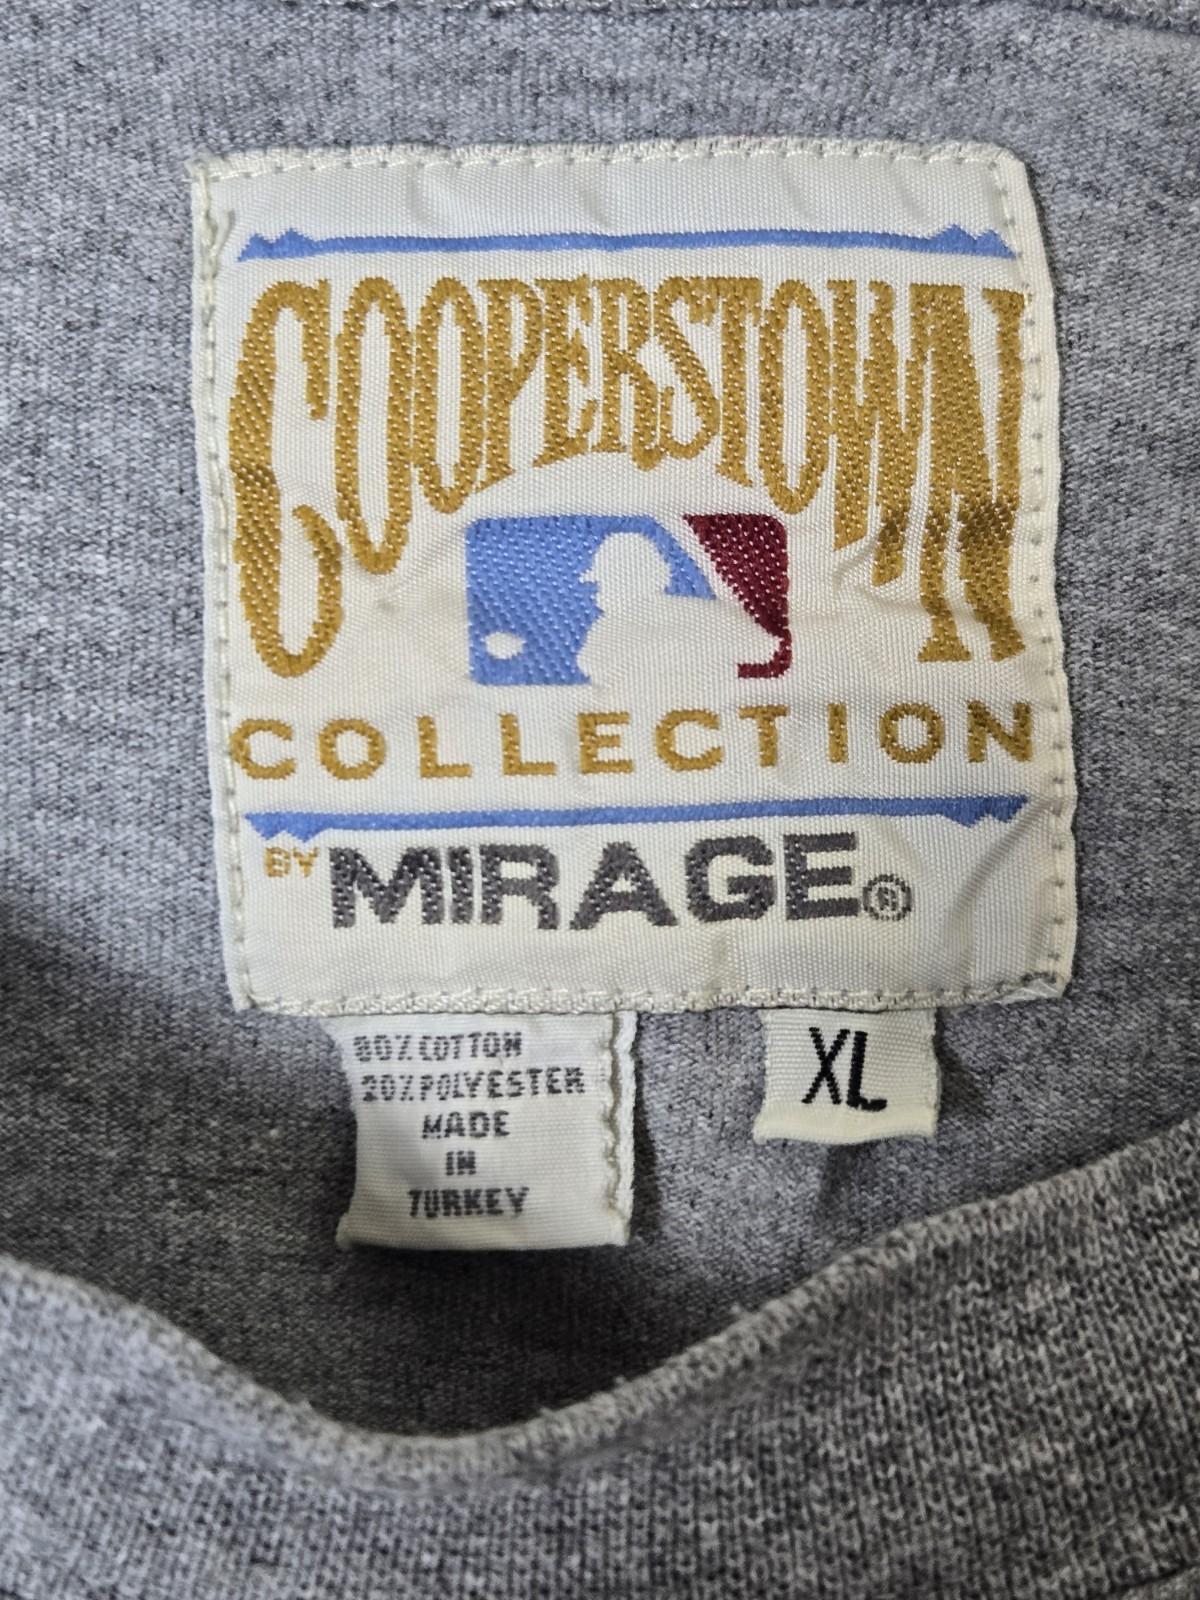 COOPERSTOWN
COLLECTION
BY MIRAGE®
80% COTTON
20% POLYESTER
MADE
IN
TURKEY
XL